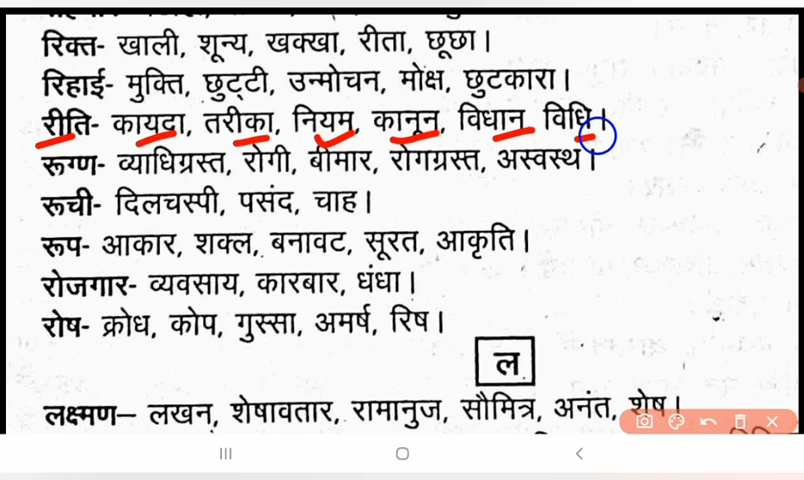 रिक्त- खाली, शून्य, खक्खा, रीता, छूछा।
रिहाई- मुक्ति, छुट्टी, उन्मोचन, मोक्ष, छुटकारा।
रीति- कायदा, तरीका, नियम, कानून, विधान, विधि।
रूग्ण- व्याधिग्रस्त, रोगी, बीमार, रोगग्रस्त, अस्वस्थ।
रूची- दिलचस्पी, पसंद, चाह।
रूप- आकार, शक्ल, बनावट, सूरत, आकृति।
रोजगार- व्यवसाय, कारबार, धंधा।
रोष- क्रोध, कोप, गुस्सा, अमर्ष, रिष।
ल
लक्ष्मण– लखन, शेषावतार, रामानुज, सौमित्र, अनंत, शेष।